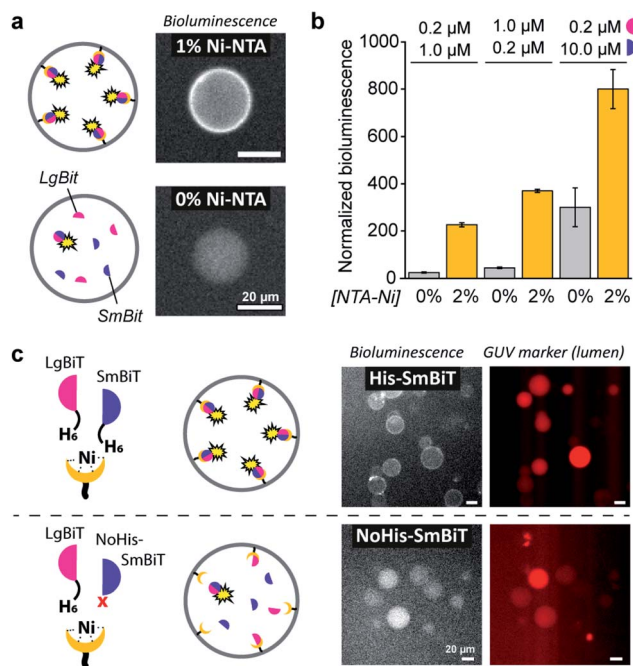 a
Bioluminescence
1% Ni-NTA
LgBit
SmBit
0% Ni-NTA
20 µm
b
0.2 µM 1.0 µM 0.2 µM
1.0 µM 0.2 µM 10.0 µM
Normalized bioluminescence
1000
800
600
400
200
0
[NTA-Ni] 0% 2% 0% 2% 0% 2%
c
LgBiT
SmBiT
H6
H6
Ni
Bioluminescence
GUV marker (lumen)
His-SmBiT
LgBiT
NoHis-
SmBiT
H6
x
Ni
NoHis-SmBiT
20 µm